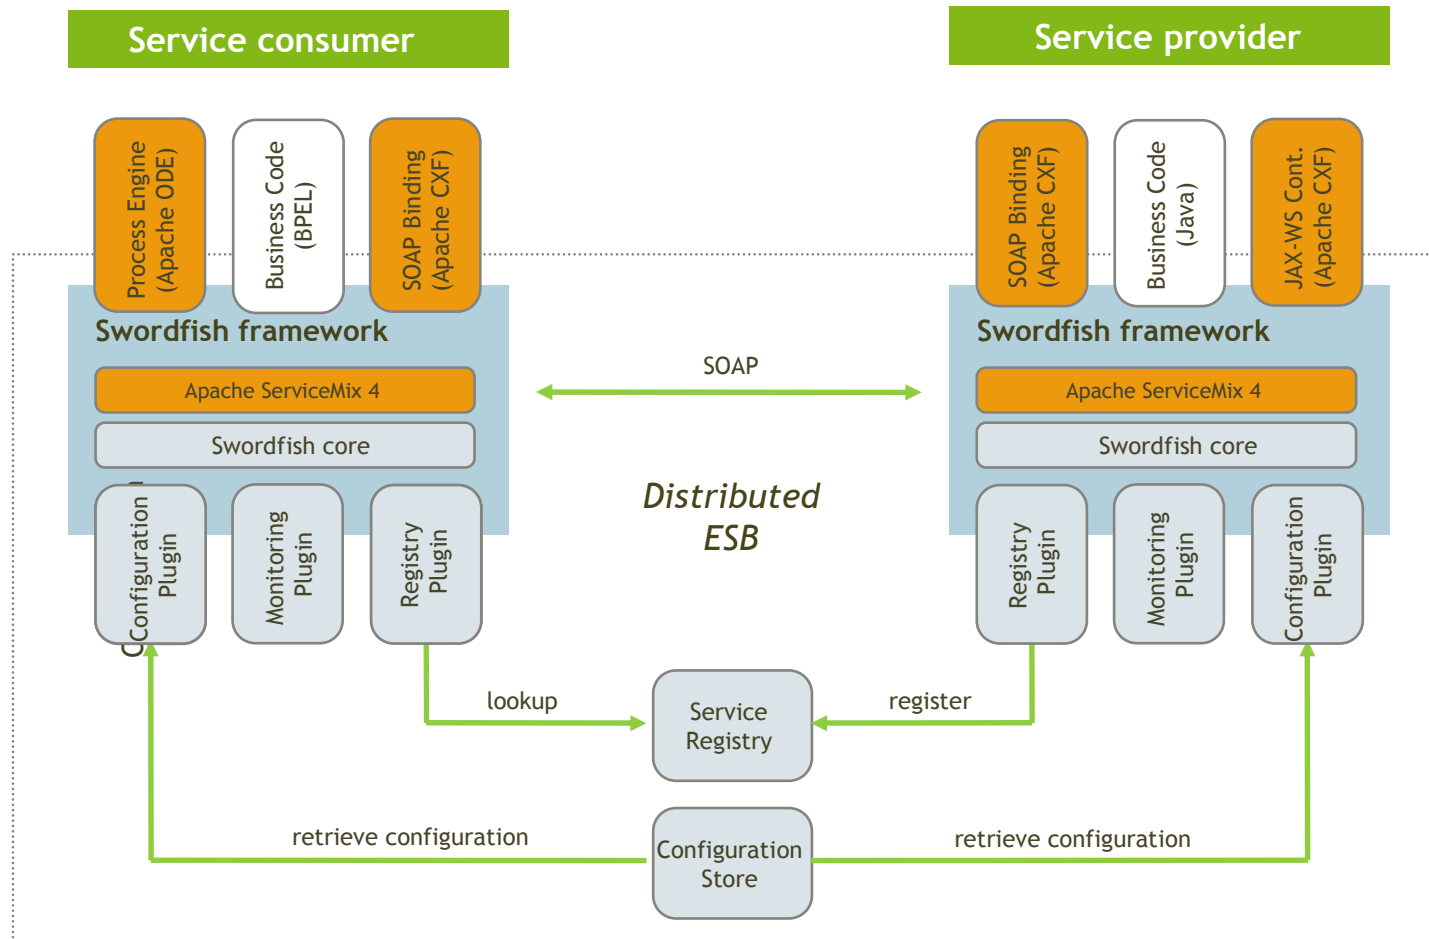 Service consumer
Service provider
Process Engine
(Apache ODE)
Business Code
(BPEL)
SOAP Binding
(Apache CXF)
SOAP Binding
(Apache CXF)
Business Code
(Java)
JAX-WS Cont.
(Apache CXF)
Swordfish framework
Swordfish framework
SOAP
Apache ServiceMix 4
Apache ServiceMix 4
Swordfish core
Swordfish core
Distributed
ESB
Configuration
Plugin
Monitoring
Plugin
Registry
Plugin
Registry
Plugin
Monitoring
Plugin
Configuration
Plugin
lookup
register
Service
Registry
retrieve configuration
retrieve configuration
Configuration
Store